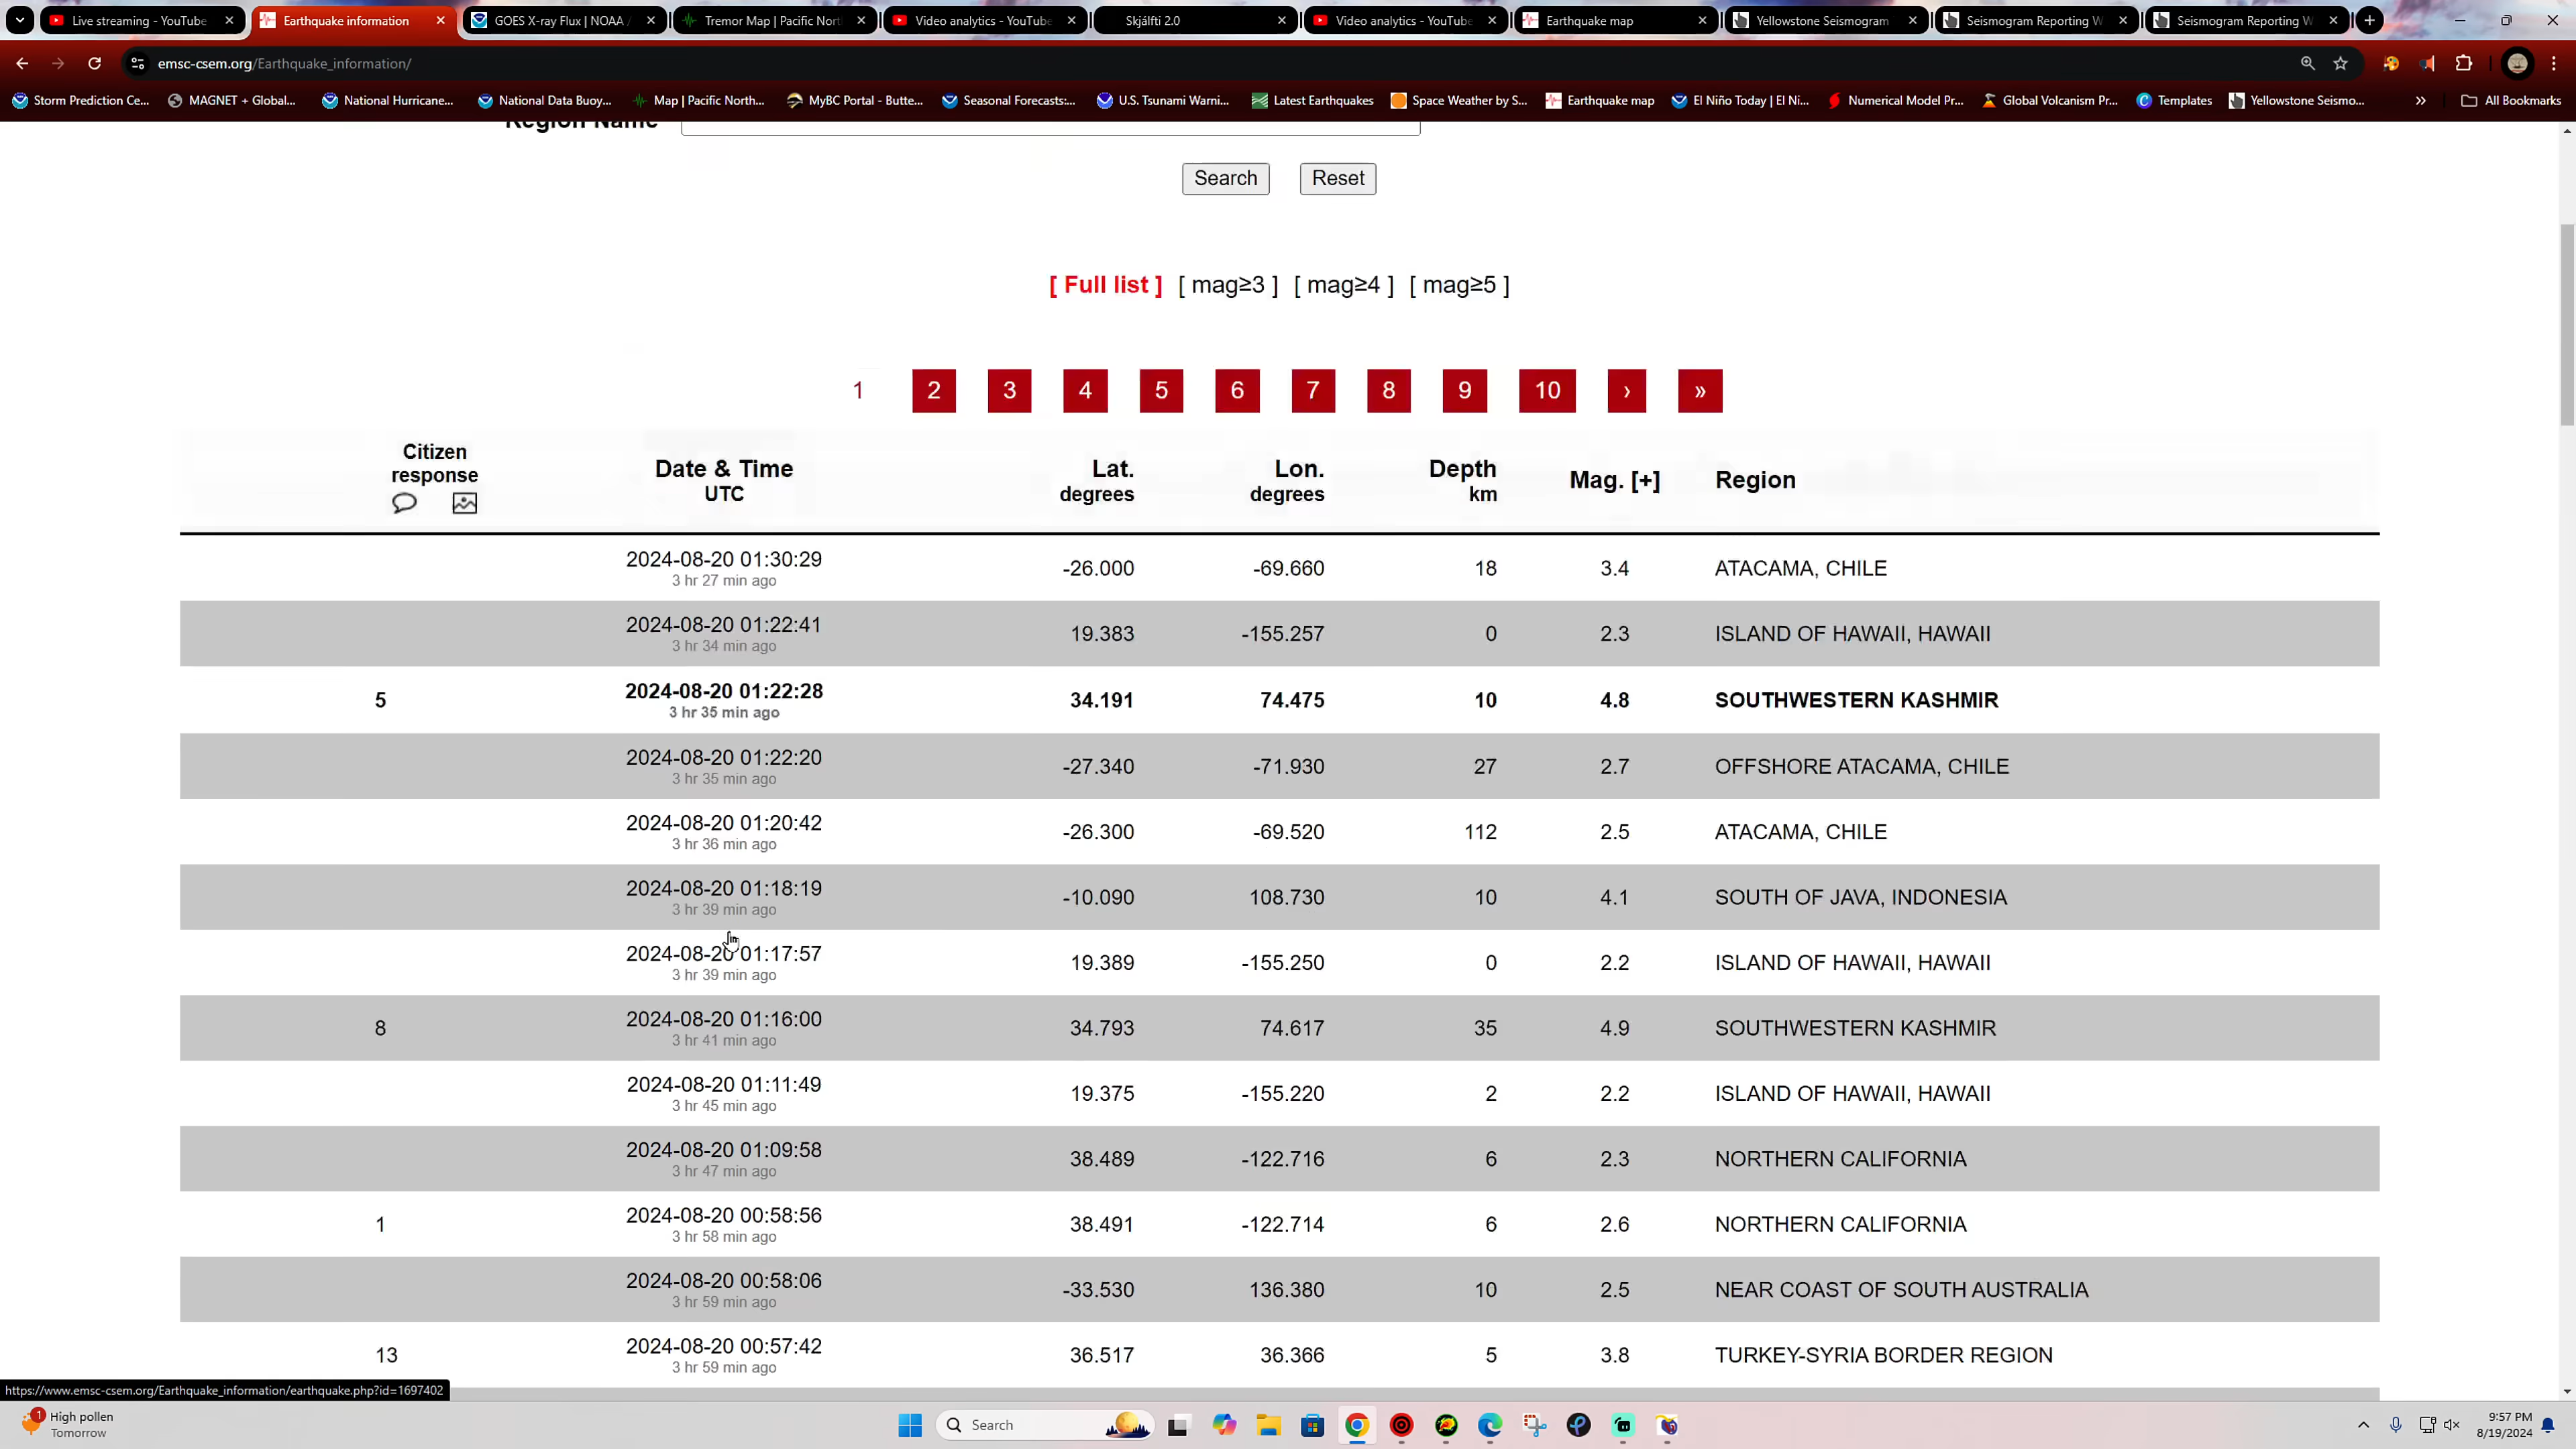 Live streaming - YouTube
Earthquake information
GOES X-ray Flux | NOAA /
Tremor Map | Pacific Nort
Video analytics - YouTube
Skjálfti 2.0
Video analytics - YouTube
Earthquake map
Yellowstone Seismogram
Seismogram Reporting W
Seismogram Reporting W
emsc-csem.org/Earthquake_information/
Storm Prediction Ce...
MAGNET + Global...
National Hurricane...
National Data Buoy...
Map | Pacific North...
MyBC Portal - Butte...
Seasonal Forecasts:...
U.S. Tsunami Warni...
Latest Earthquakes
Space Weather by S...
Earthquake map
El Niño Today | El Ni...
Numerical Model Pr...
Global Volcanism Pr...
Templates
Yellowstone Seismo...
»
All Bookmarks
Region Name
Search Reset
[ Full list ] [ mag≥3 ] [ mag≥4 ] [ mag≥5 ]
1 2 3 4 5 6 7 8 9 10 › »
Citizen response
Date & Time UTC
Lat. degrees
Lon. degrees
Depth km
Mag. [+]
Region
2024-08-20 01:30:29 -26.000 -69.660 18 3.4 ATACAMA, CHILE
3 hr 27 min ago
2024-08-20 01:22:41 19.383 -155.257 0 2.3 ISLAND OF HAWAII, HAWAII
3 hr 34 min ago
5 2024-08-20 01:22:28 34.191 74.475 10 4.8 SOUTHWESTERN KASHMIR
3 hr 35 min ago
2024-08-20 01:22:20 -27.340 -71.930 27 2.7 OFFSHORE ATACAMA, CHILE
3 hr 35 min ago
2024-08-20 01:20:42 -26.300 -69.520 112 2.5 ATACAMA, CHILE
3 hr 36 min ago
2024-08-20 01:18:19 -10.090 108.730 10 4.1 SOUTH OF JAVA, INDONESIA
3 hr 39 min ago
2024-08-20 01:17:57 19.389 -155.250 0 2.2 ISLAND OF HAWAII, HAWAII
3 hr 39 min ago
8 2024-08-20 01:16:00 34.793 74.617 35 4.9 SOUTHWESTERN KASHMIR
3 hr 41 min ago
2024-08-20 01:11:49 19.375 -155.220 2 2.2 ISLAND OF HAWAII, HAWAII
3 hr 45 min ago
2024-08-20 01:09:58 38.489 -122.716 6 2.3 NORTHERN CALIFORNIA
3 hr 47 min ago
1 2024-08-20 00:58:56 38.491 -122.714 6 2.6 NORTHERN CALIFORNIA
3 hr 58 min ago
2024-08-20 00:58:06 -33.530 136.380 10 2.5 NEAR COAST OF SOUTH AUSTRALIA
3 hr 59 min ago
13 2024-08-20 00:57:42 36.517 36.366 5 3.8 TURKEY-SYRIA BORDER REGION
3 hr 59 min ago
https://www.emsc-csem.org/Earthquake_information/earthquake.php?id=1697402
1
High pollen
Tomorrow
Search
9:57 PM
8/19/2024